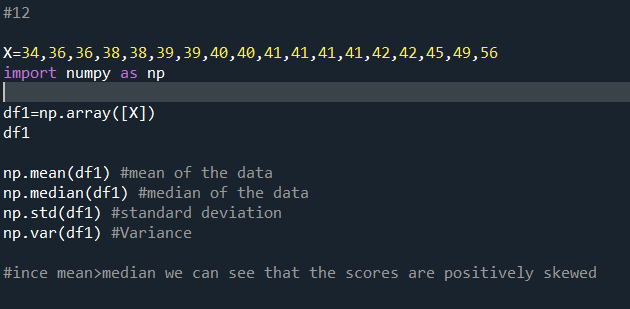 #12
X=34,36,36,38,38,39,39,40,40,41,41,41,41,42,42,45,49,56
import numpy as np
df1=np.array([X])
df1
np.mean(df1) #mean of the data
np.median(df1) #median of the data
np.std(df1) #standard deviation
np.var(df1) #Variance
#ince mean>median we can see that the scores are positively skewed